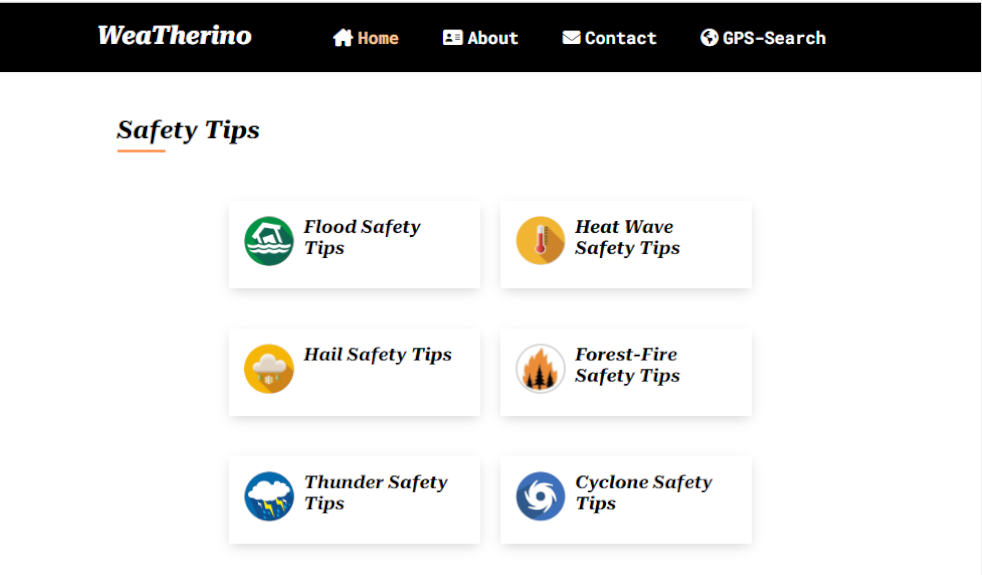 WeaTherino Home About Contact GPS-Search
Safety Tips
Flood Safety
Tips
Heat Wave
Safety Tips
Hail Safety Tips
Forest-Fire
Safety Tips
Thunder Safety
Tips
Cyclone Safety
Tips